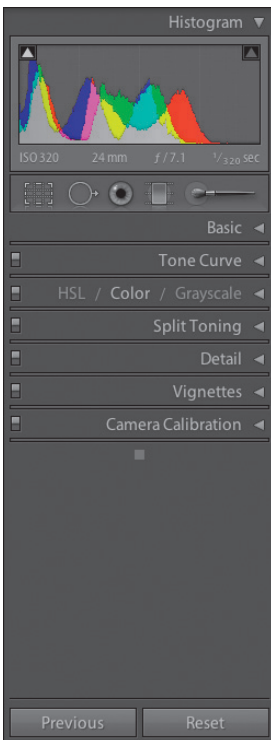 Histogram
ISO 320 24 mm f / 7.1 1/320 sec
Basic
Tone Curve
HSL / Color / Grayscale
Split Toning
Detail
Vignettes
Camera Calibration
Previous Reset